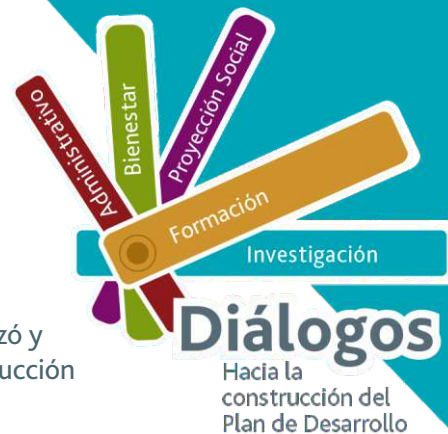 Administrativo
Bienestar
Proyección Social
Formación
Investigación
zó y
ucción
Diálogos
Hacia la
construcción del
Plan de Desarrollo